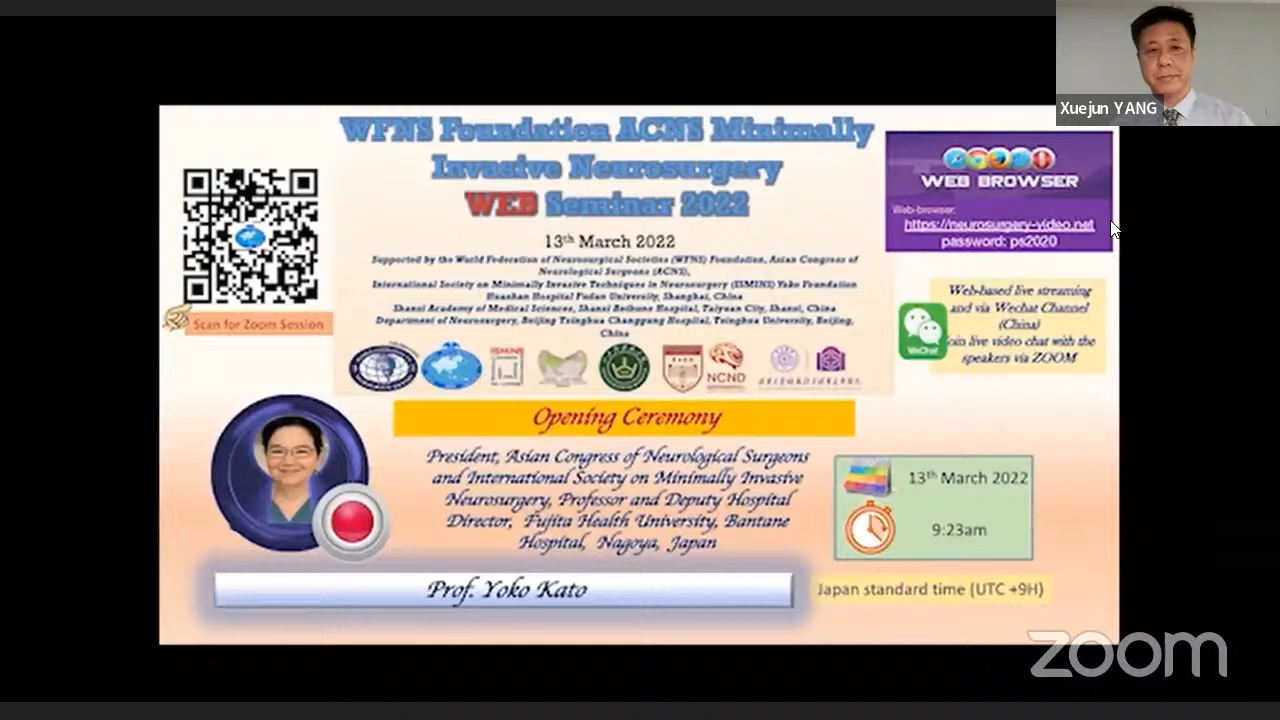 Xuejun YANG
WFNS Foundation ACNS Minimally
Invasive Neurosurgery
WEB Seminar 2022
13th March 2022
Supported by the World Federation of Neurosurgical Societies (WFNS) Foundation, Asian Congress of
Neurological Surgeons (ACNS),
International Society on Minimally Invasive Techniques in Neurosurgery (ISMINS) Yoko Foundation
Huashan Hospital Fudan University, Shanghai, China
Shanxi Academy of Medical Sciences, Shanxi Bethune Hospital, Taiyuan City, Shanxi, China
Department of Neurosurgery, Beijing Tsinghua Changgung Hospital, Tsinghua University, Beijing,
China
Scan for Zoom Session
WEB BROWSER
Web-browser:
https://neurosurgery-video.net
password: ps2020
Web-based live streaming
and via Wechat Channel
(China)
oin live video chat with the
speakers via ZOOM
WeChat
ISMINS
NCND
Opening Ceremony
President, Asian Congress of Neurological Surgeons
and International Society on Minimally Invasive
Neurosurgery, Professor and Deputy Hospital
Director, Fujita Health University, Bantane
Hospital, Nagoya, Japan
Prof. Yoko Kato
13th March 2022
9:23am
Japan standard time (UTC +9H)
zoom